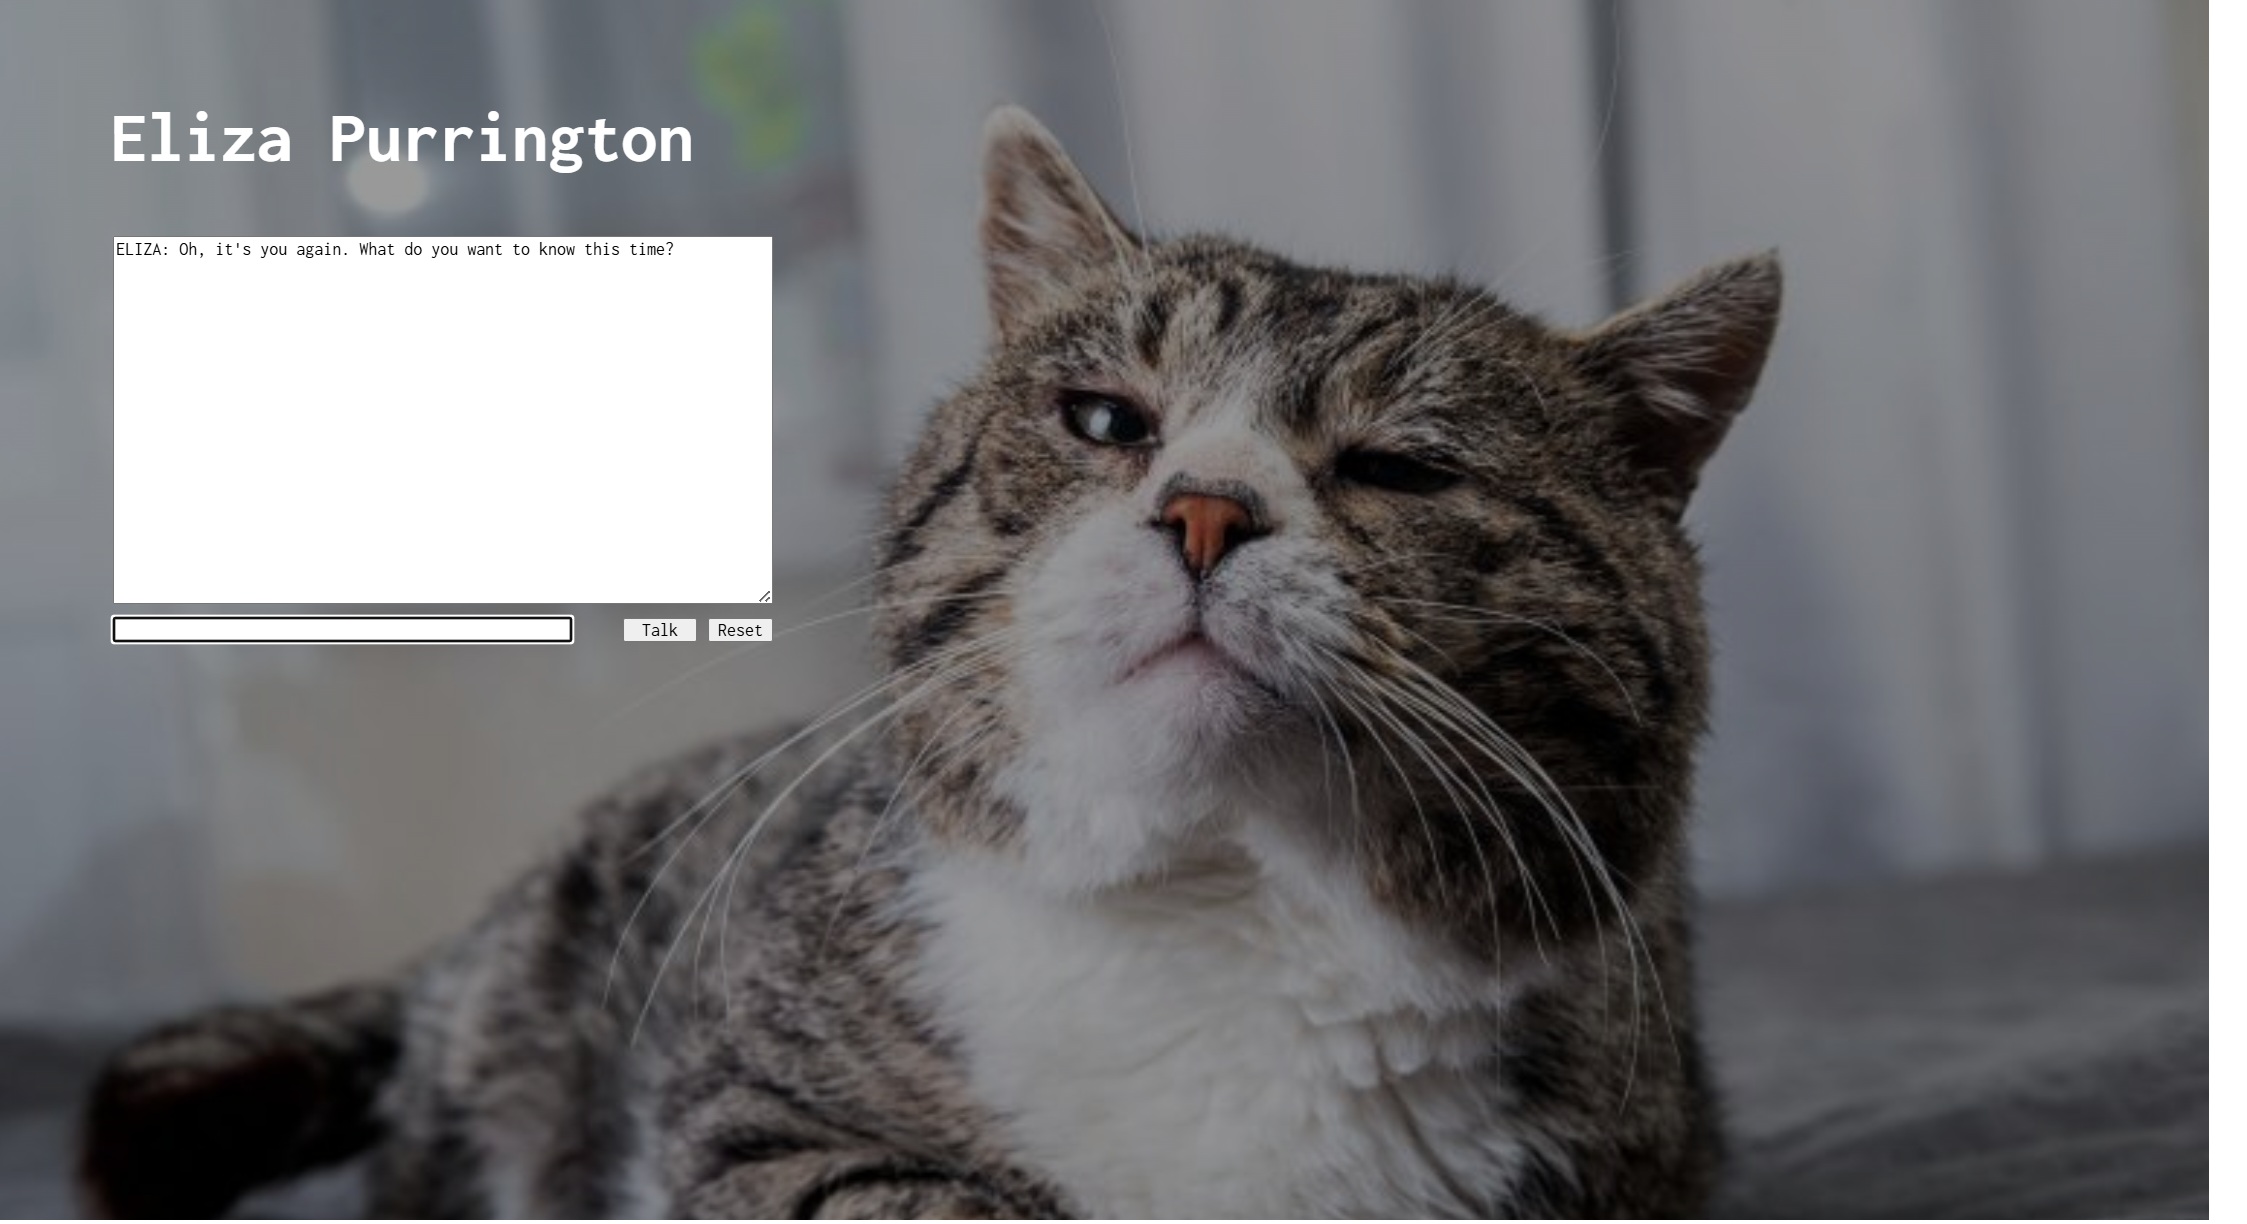 Eliza Purrington
ELIZA: Oh, it's you again. What do you want to know this time?
Talk Reset